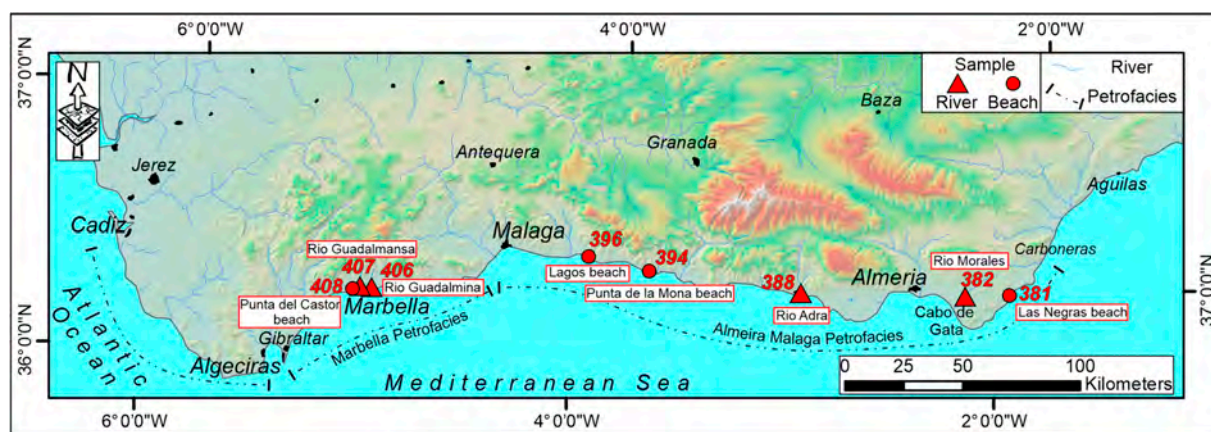 6°0'0"W
4°0'0"W
2°0'0"W
37°0'0"N
N
Sample
River
Beach
River
Petrofacies
Baza
Granada
Antequera
Jerez
Aguilas
Cadiz
Malaga
396
Rio Guadalmansa
407
406
394
Carboneras
Lagos beach
Rio Morales
388
Almeria
382
408
Rio Guadalmina
Punta de la Mona beach
381
Punta del Castor
beach
Marbella
Rio Adra
Cabo de
Gata
Las Negras beach
Gibraltar
Marbella Petrofacies
Almeira Malaga Petrofacies
Algeciras
Atlantic
Ocean
Mediterranean Sea
0
25
50
100
Kilometers
37°0'0"N
36°0'0"N
6°0'0"W
4°0'0"W
2°0'0"W